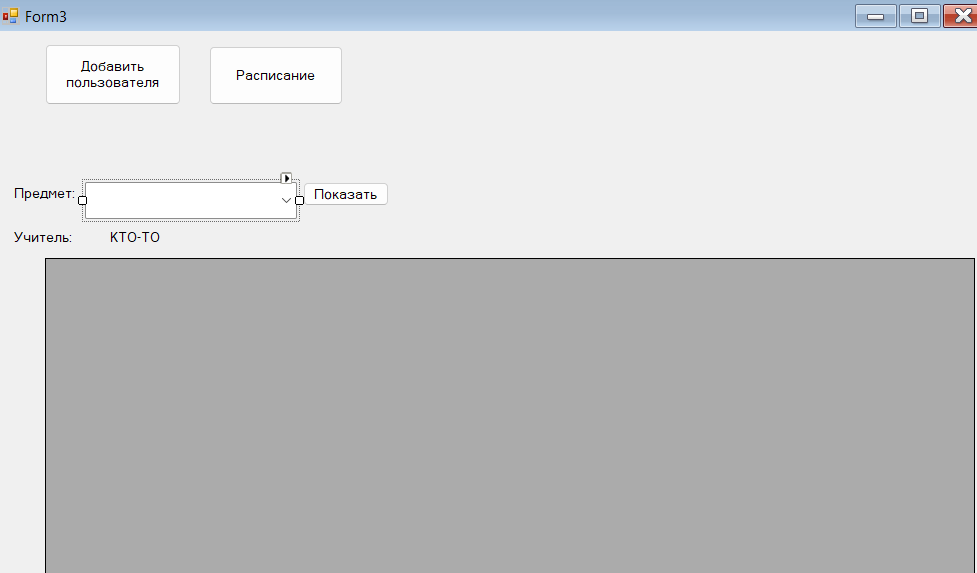 Form3
Добавить
пользователя
Расписание
Предмет:
Показать
Учитель:
КТО-ТО